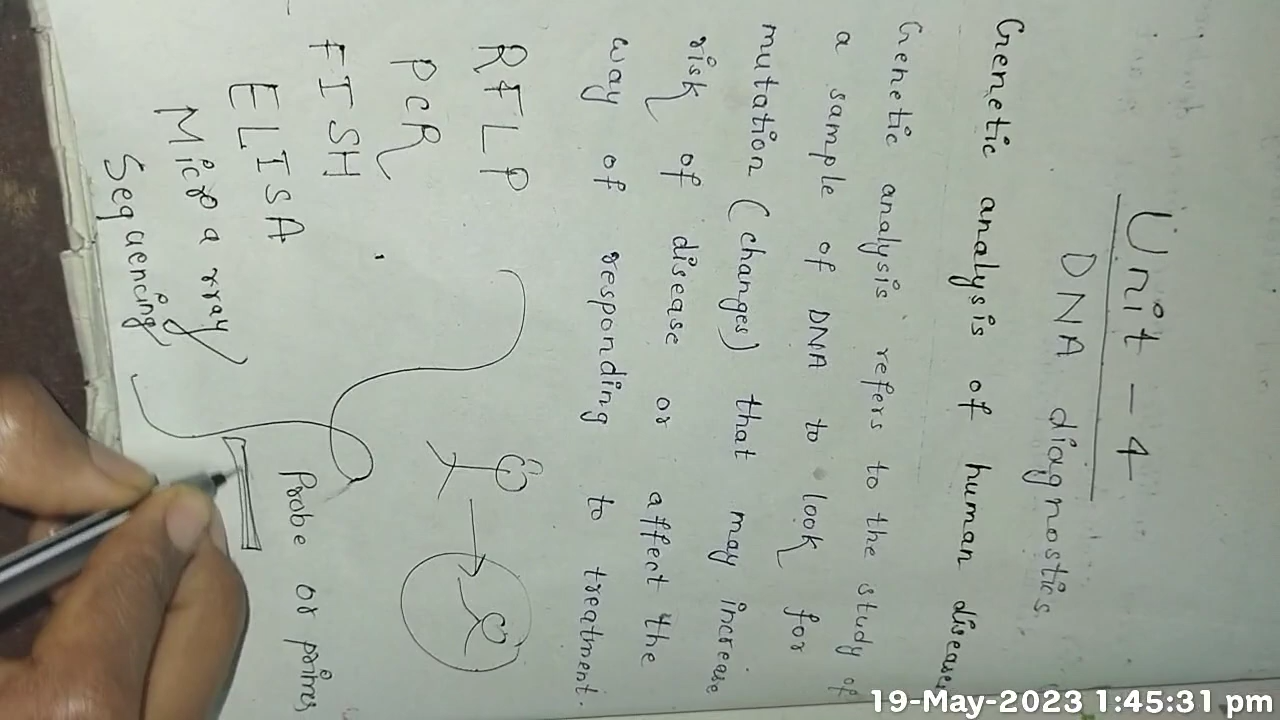 Unit - 4
DNA diagnostics.
Genetic analysis of human diseases
Genetic analysis refers to the study of
a sample of DNA to look for
mutation (changes) that may increase
risk of disease or affect the
way of responding to treatment.
RFLP
PCR
FISH
ELISA
Micro array
Sequencing
Probe or primes
19-May-2023 1:45:31 pm